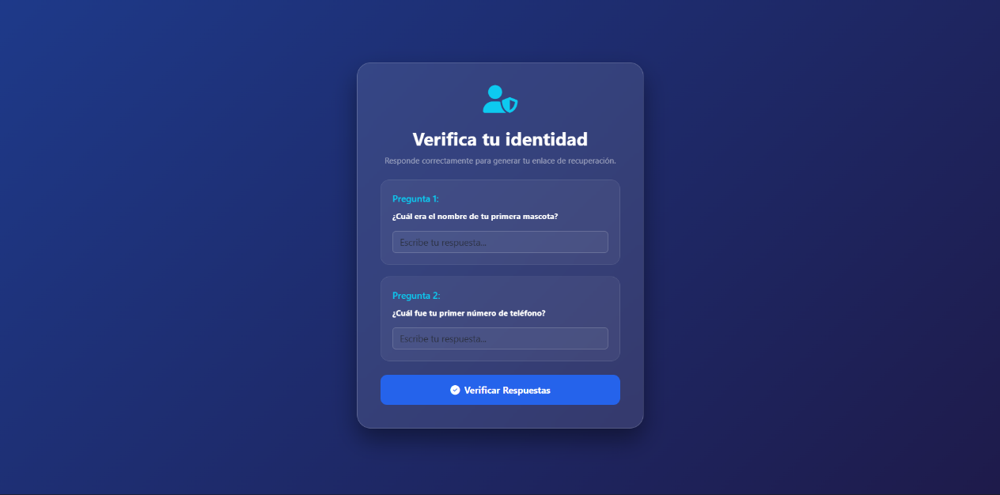 Verifica tu identidad
Responde correctamente para generar tu enlace de recuperación.
Pregunta 1:
¿Cuál era el nombre de tu primera mascota?
Escribe tu respuesta...
Pregunta 2:
¿Cuál fue tu primer número de teléfono?
Escribe tu respuesta...
Verificar Respuestas